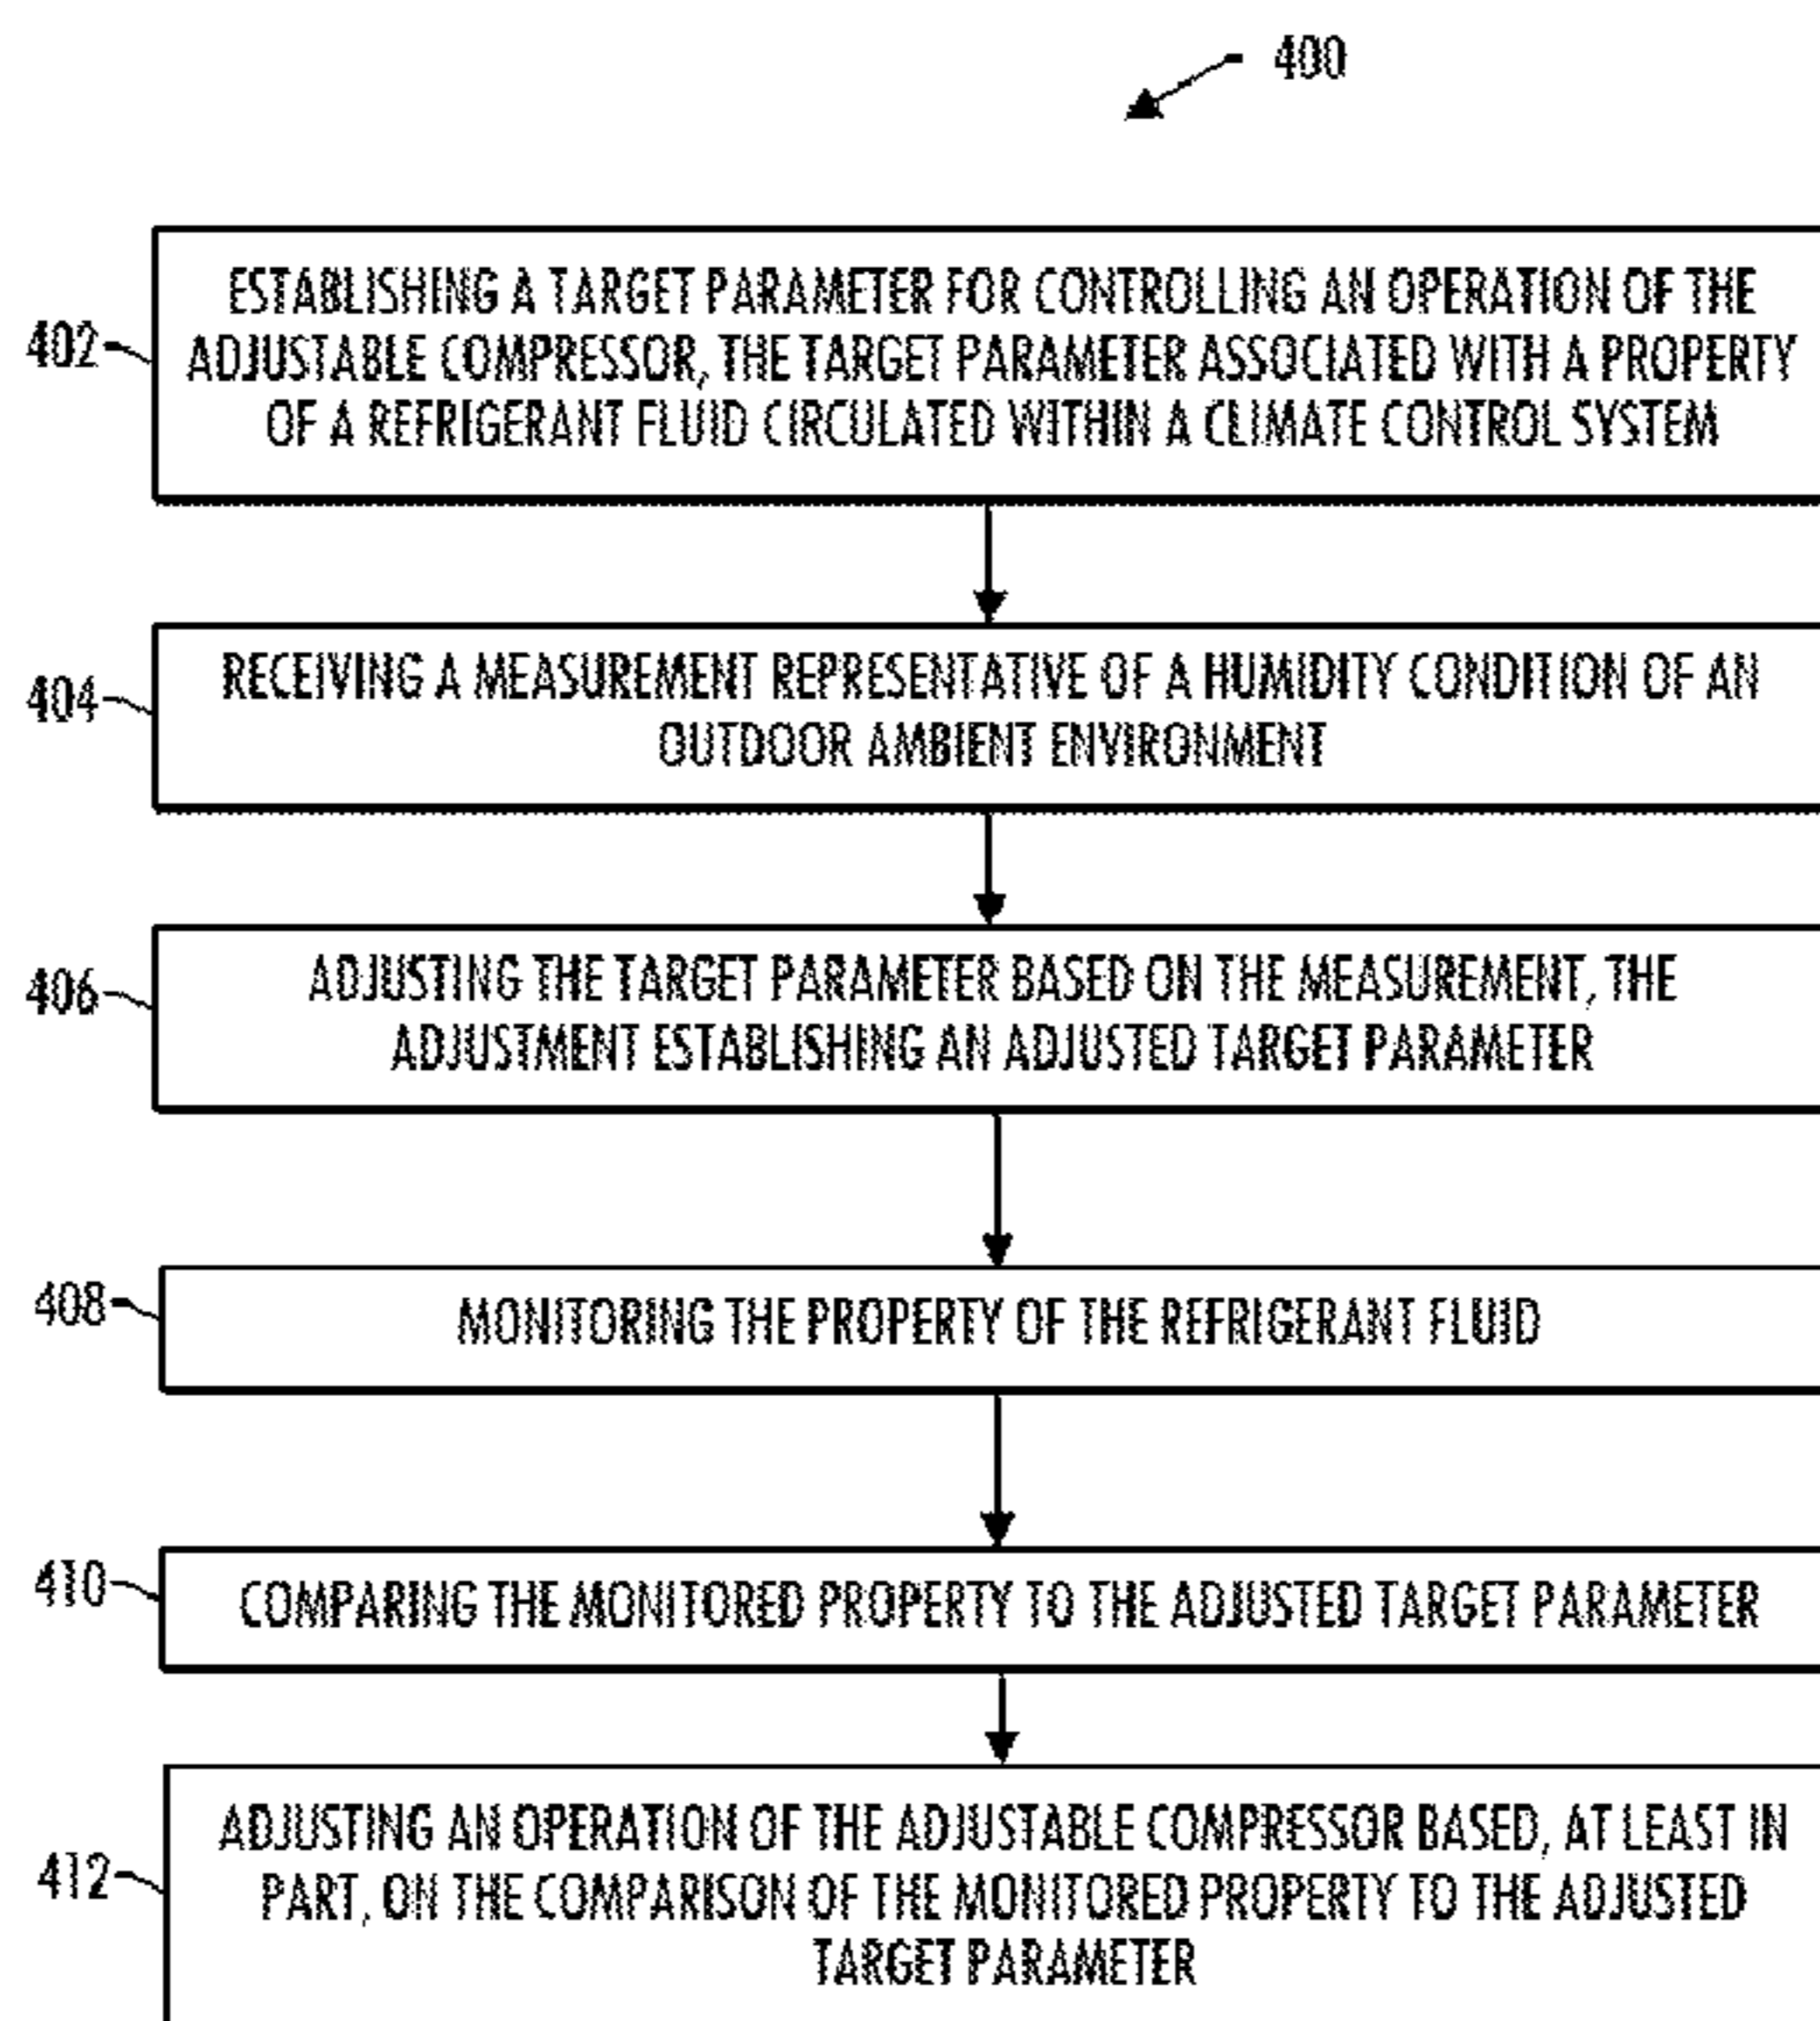 400
402
ESTABLISHING A TARGET PARAMETER FOR CONTROLLING AN OPERATION OF THE
ADJUSTABLE COMPRESSOR, THE TARGET PARAMETER ASSOCIATED WITH A PROPERTY
OF A REFRIGERANT FLUID CIRCULATED WITHIN A CLIMATE CONTROL SYSTEM
404
RECEIVING A MEASUREMENT REPRESENTATIVE OF A HUMIDITY CONDITION OF AN
OUTDOOR AMBIENT ENVIRONMENT
406
ADJUSTING THE TARGET PARAMETER BASED ON THE MEASUREMENT, THE
ADJUSTMENT ESTABLISHING AN ADJUSTED TARGET PARAMETER
408
MONITORING THE PROPERTY OF THE REFRIGERANT FLUID
410
COMPARING THE MONITORED PROPERTY TO THE ADJUSTED TARGET PARAMETER
412
ADJUSTING AN OPERATION OF THE ADJUSTABLE COMPRESSOR BASED, AT LEAST IN
PART, ON THE COMPARISON OF THE MONITORED PROPERTY TO THE ADJUSTED
TARGET PARAMETER